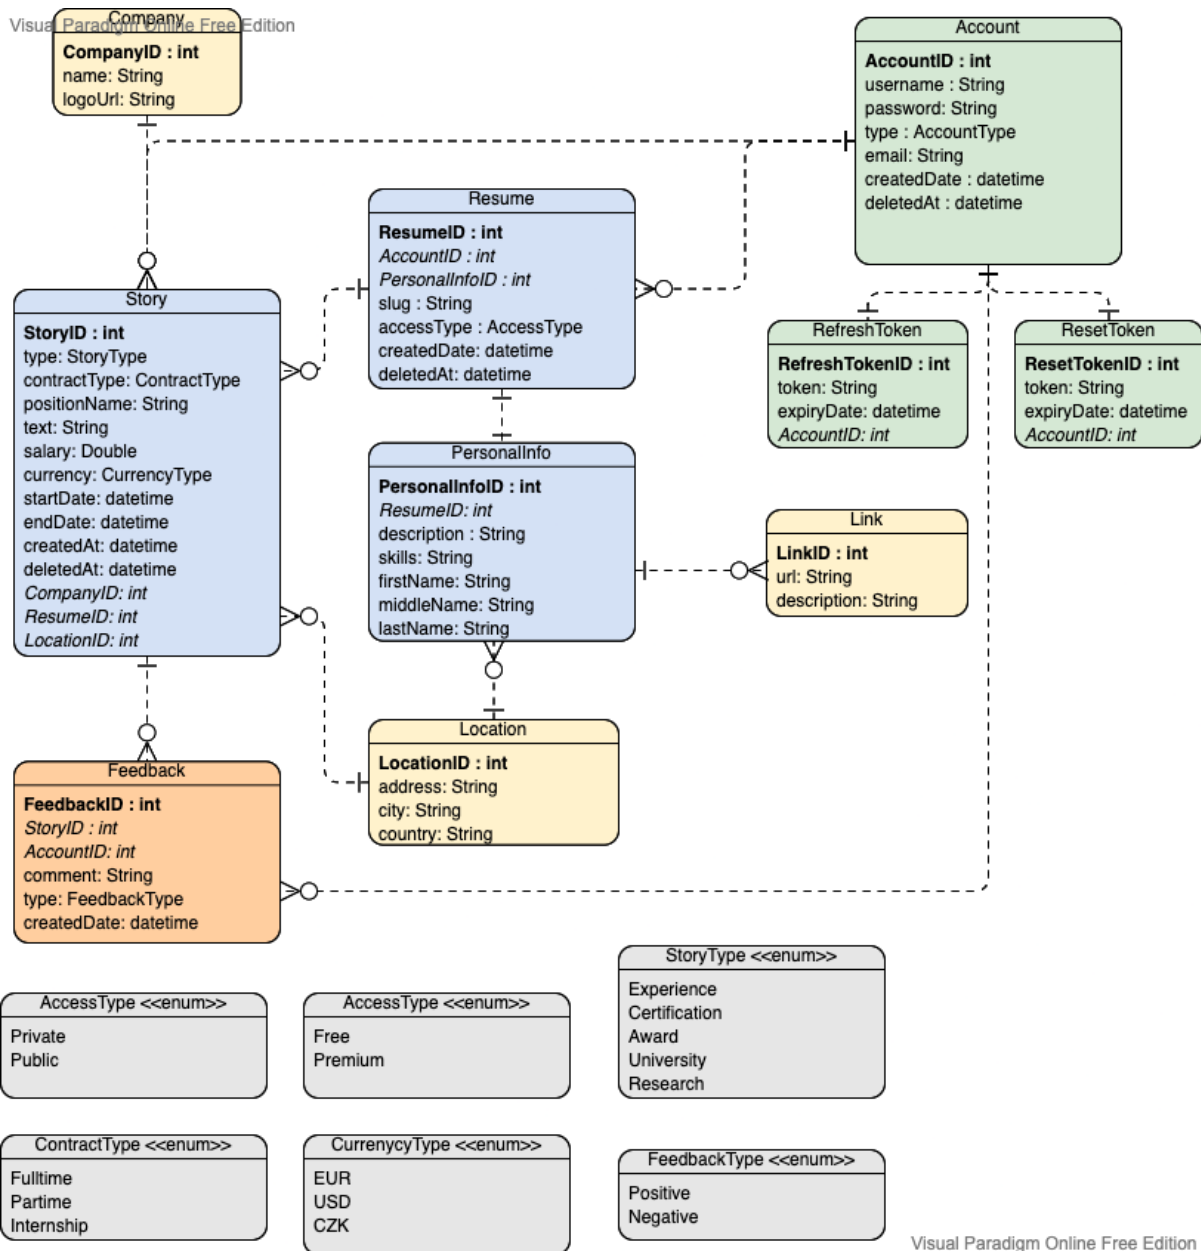 Visual Paradigm Online Free Edition
Company
CompanyID : int
name: String
logoUrl: String
Account
AccountID : int
username : String
password: String
type : AccountType
email: String
createdDate : datetime
deletedAt : datetime
Resume
ResumeID : int
AccountID : int
PersonalInfoID : int
slug : String
accessType : AccessType
createdDate: datetime
deletedAt: datetime
Story
StoryID : int
type: StoryType
contractType: ContractType
positionName: String
text: String
salary: Double
currency: CurrencyType
startDate: datetime
endDate: datetime
createdAt: datetime
deletedAt: datetime
CompanyID: int
ResumeID: int
LocationID: int
RefreshToken
RefreshTokenID : int
token: String
expiryDate: datetime
AccountID: int
ResetToken
ResetTokenID : int
token: String
expiryDate: datetime
AccountID: int
PersonalInfo
PersonalInfoID : int
ResumeID: int
description : String
skills: String
firstName: String
middleName: String
lastName: String
Link
LinkID : int
url: String
description: String
Location
LocationID : int
address: String
city: String
country: String
Feedback
FeedbackID : int
StoryID : int
AccountID: int
comment: String
type: FeedbackType
createdDate: datetime
AccessType <<enum>>
Private
Public
AccessType <<enum>>
Free
Premium
StoryType <<enum>>
Experience
Certification
Award
University
Research
ContractType <<enum>>
Fulltime
Partime
Internship
CurrenycyType <<enum>>
EUR
USD
CZK
FeedbackType <<enum>>
Positive
Negative
Visual Paradigm Online Free Edition